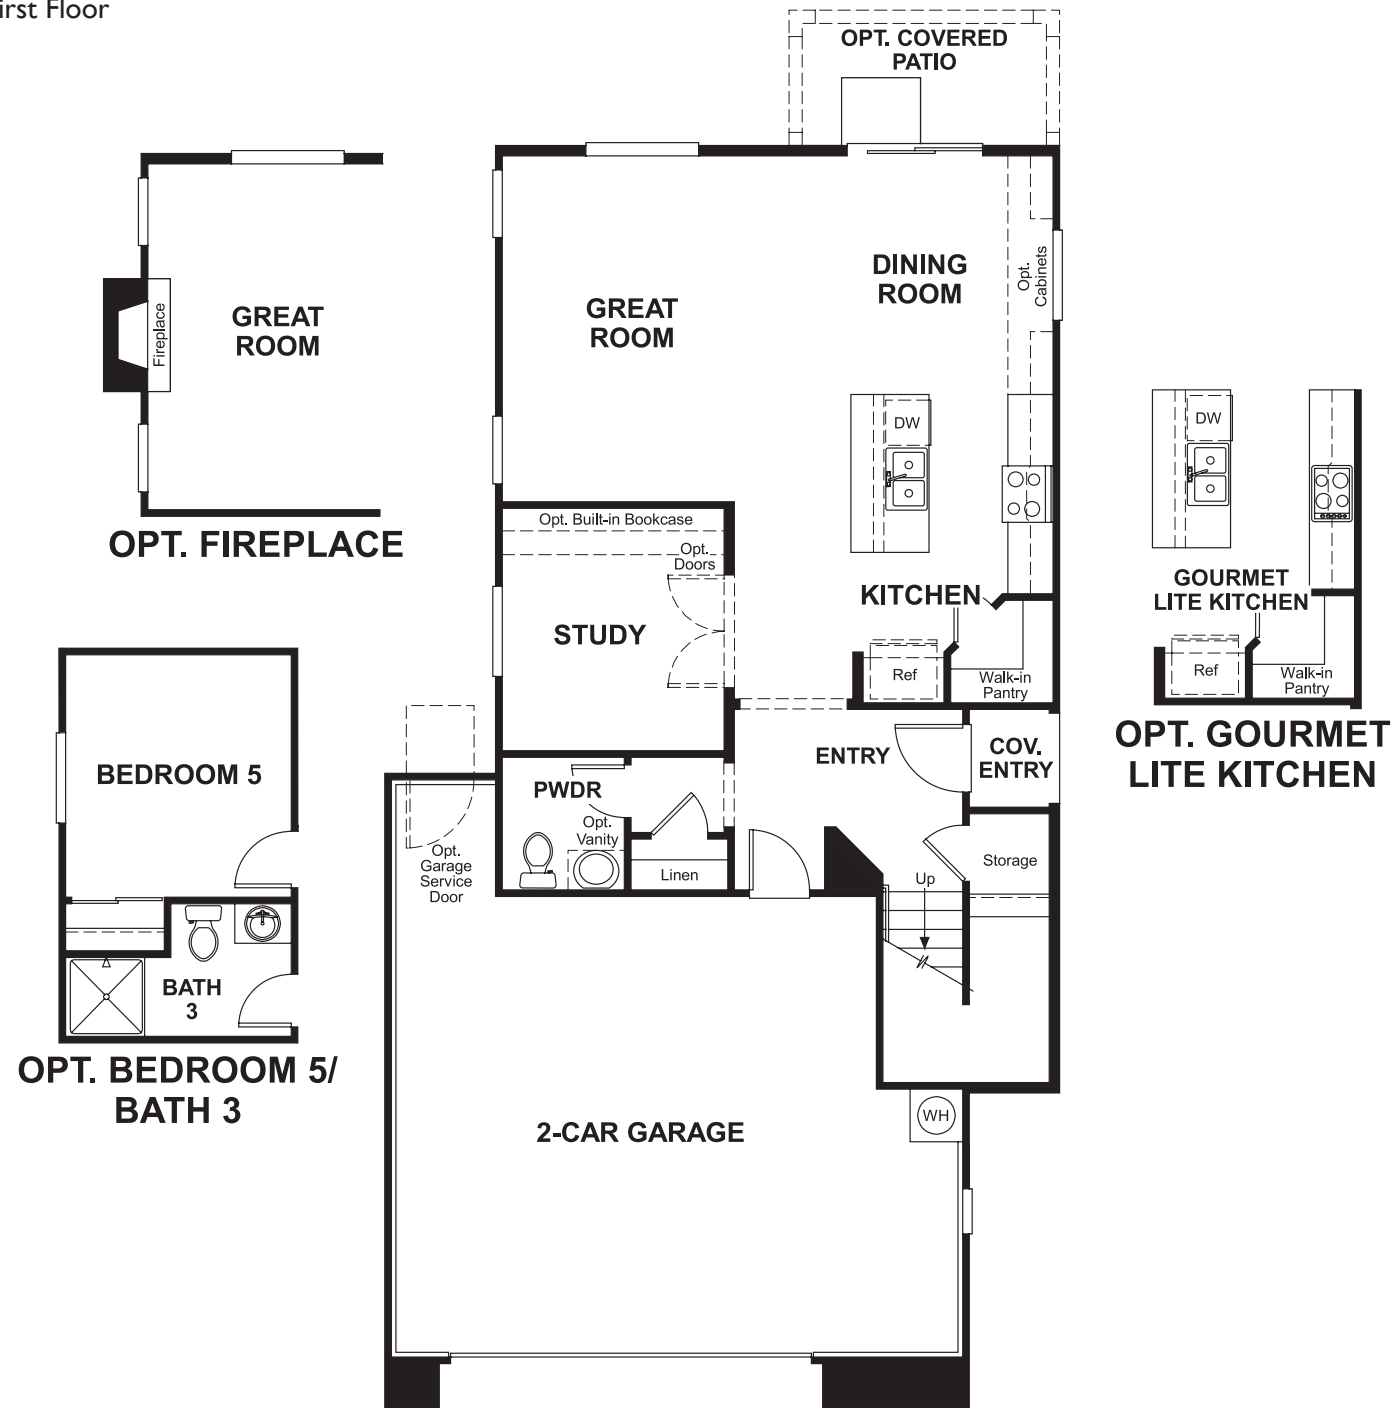 irst Floor
OPT. COVERED
PATIO
GREAT
ROOM
Fireplace
OPT. FIREPLACE
GREAT
ROOM
DINING
ROOM
Opt.
Cabinets
DW
Opt. Built-in Bookcase
Opt.
Doors
STUDY
KITCHEN
Ref
Walk-in
Pantry
DW
GOURMET
LITE KITCHEN
Ref
Walk-in
Pantry
OPT. GOURMET
LITE KITCHEN
BEDROOM 5
BATH
3
OPT. BEDROOM 5/
BATH 3
ENTRY
COV.
ENTRY
PWDR
Opt.
Vanity
Linen
Opt.
Garage
Service
Door
Up
Storage
2-CAR GARAGE
WH